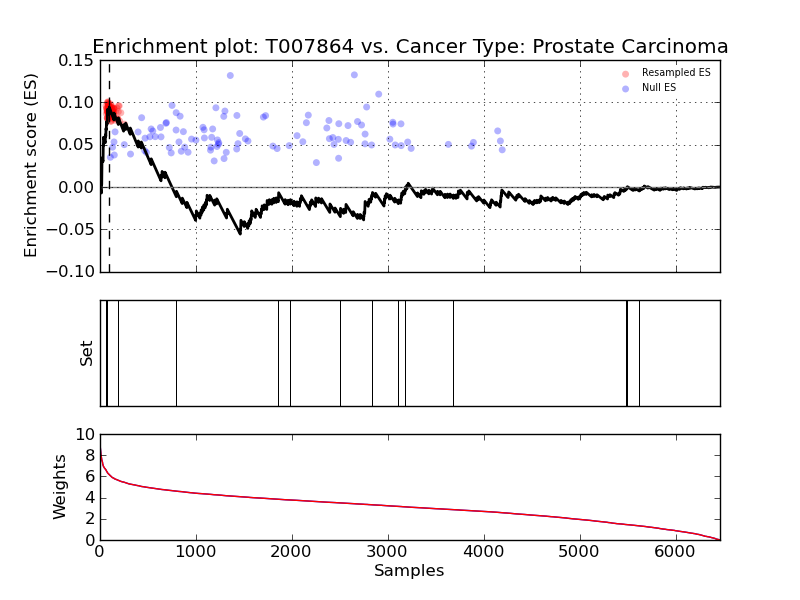 Enrichment plot: T007864 vs. Cancer Type: Prostate Carcinoma
Enrichment score (ES)
0.15
0.10
0.05
0.00
−0.05
−0.10
Resampled ES
Null ES
Set
Weights
10
8
6
4
2
0
0 1000 2000 3000 4000 5000 6000
Samples